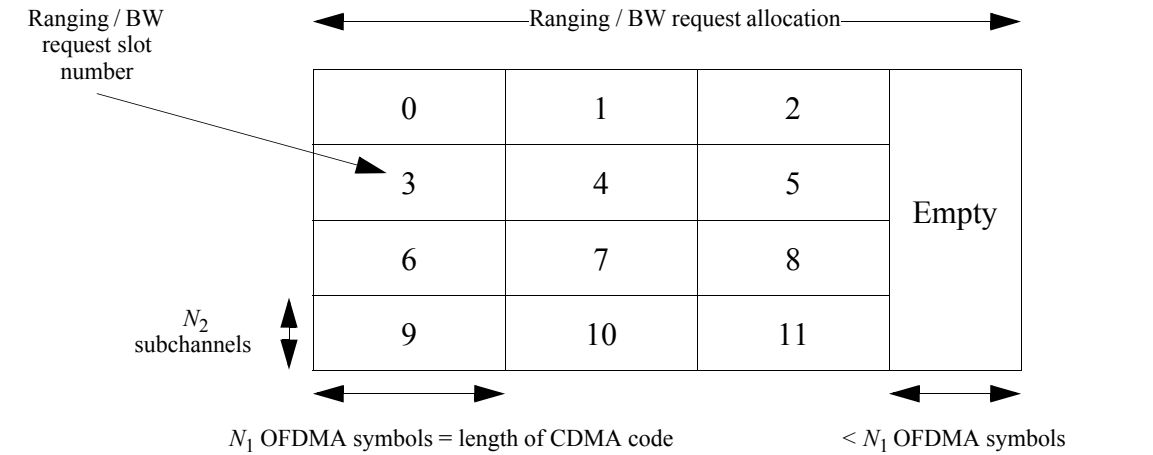 Ranging / BW
request slot
number
Ranging / BW request allocation
0 1 2
3 4 5
Empty
6 7 8
9 10 11
N2
subchannels
N1 OFDMA symbols = length of CDMA code
< N1 OFDMA symbols